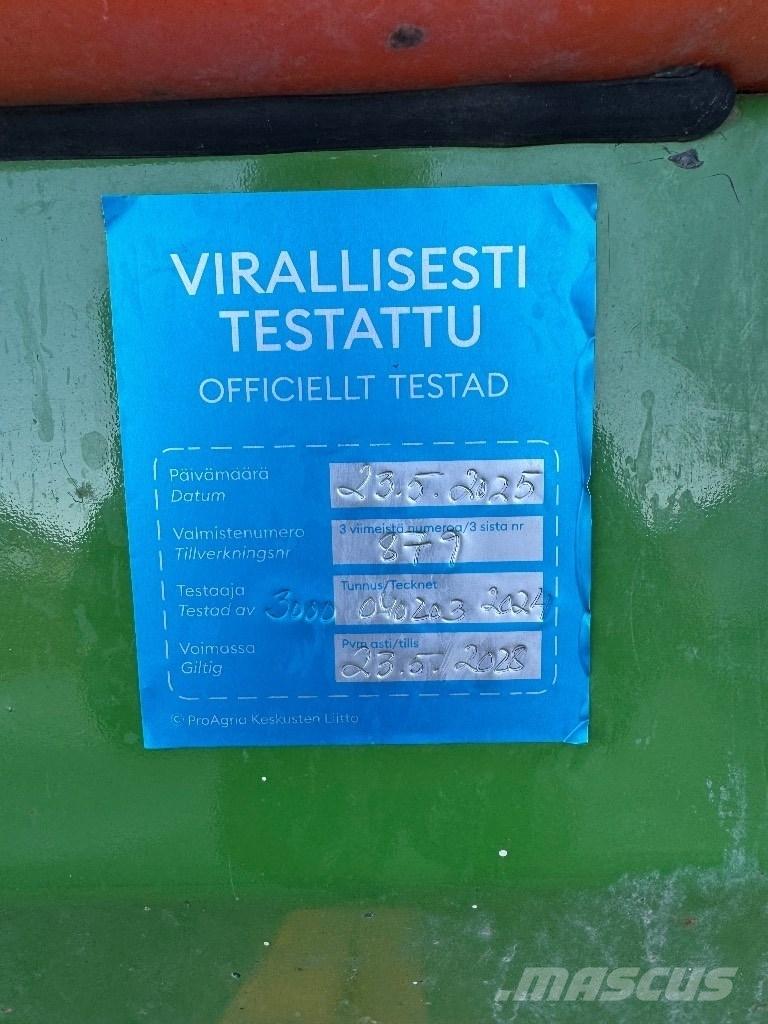 VIRALLISESTI
TESTATTU
OFFICIELLT TESTAD
Päivämäärä
Datum
23.5.2025
Valmistenumero
Tillverkningsnr
3 viimeistä numeroa/3 sista nr
879
Testaaja
Testad av
Tunnus/Tecknet
3000 040203 2024
Voimassa
Giltig
Pvm asti/tills
23.5/2028
© ProAgria Keskusten Liitto
MASCUS